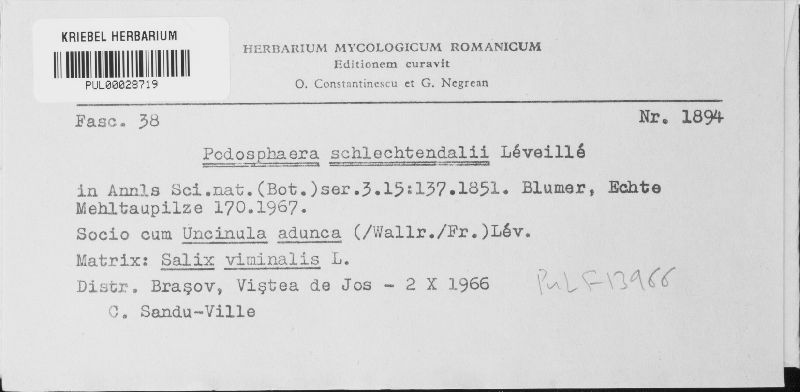 KRIEBEL HERBARIUM
PUL00028719
HERBARIUM MYCOLOGICUM ROMANICUM
Editionem curavit
O. Constantinescu et G. Negrean
Fasc. 38
Nr. 1894
Podosphaera schlechtendalii Léveillé
in Annls Sci.nat.(Bot.)ser.3.15:137.1851. Blumer, Echte
Mehltaupilze 170.1967.
Socio cum Uncinula adunca (/Wallr./Fr.)Lév.
Matrix: Salix viminalis L.
Distr. Braşov, Viştea de Jos - 2 X 1966
PULF13966
C. Sandu-Ville